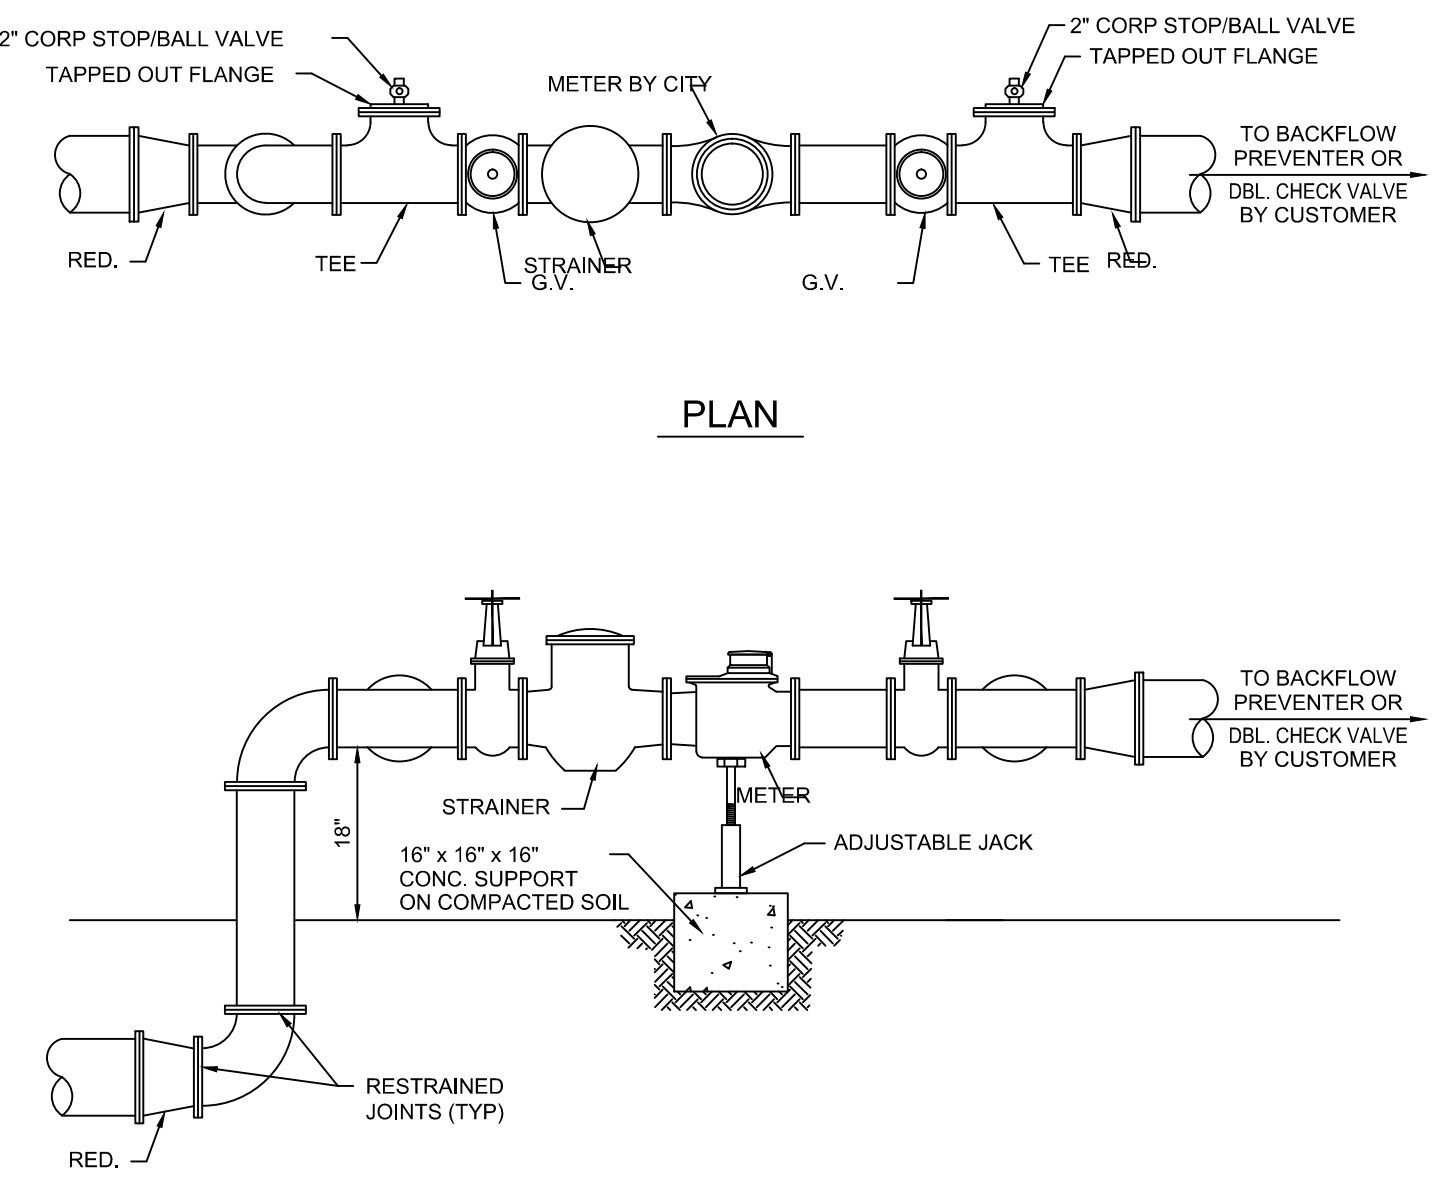 2" CORP STOP/BALL VALVE
TAPPED OUT FLANGE
METER BY CITY
2" CORP STOP/BALL VALVE
TAPPED OUT FLANGE
TO BACKFLOW
PREVENTER OR
DBL. CHECK VALVE
BY CUSTOMER
RED.
TEE
STRAINER
G.V.
G.V.
TEE
RED.
PLAN
TO BACKFLOW
PREVENTER OR
DBL. CHECK VALVE
BY CUSTOMER
STRAINER
METER
18"
ADJUSTABLE JACK
16" x 16" x 16"
CONC. SUPPORT
ON COMPACTED SOIL
RESTRAINED
JOINTS (TYP)
RED.